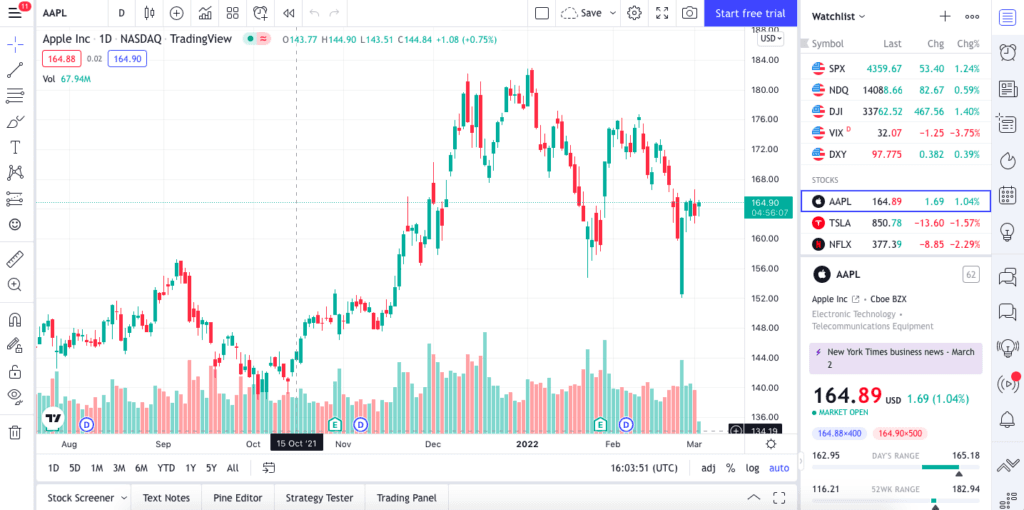 11
AAPL
D
Save
Start free trial
Apple Inc · 1D · NASDAQ · TradingView
O143.77 H144.90 L143.51 C144.84 +1.08 (+0.75%)
164.88 0.02 164.90
Vol 67.94M
USD
188.00
184.00
180.00
176.00
172.00
168.00
164.90
04:56:07
160.00
156.00
152.00
148.00
144.00
140.00
136.00
134.19
D
E
D
E
D
Aug Sep Oct 15 Oct '21 Nov Dec 2022 Feb Mar
1D 5D 1M 3M 6M YTD 1Y 5Y All
16:03:51 (UTC) adj % log auto
Stock Screener Text Notes Pine Editor Strategy Tester Trading Panel
Watchlist
Symbol Last Chg Chg%
SPX 4359.67 53.40 1.24%
NDQ 14088.66 82.67 0.59%
DJI 33762.52 467.56 1.40%
VIX D 32.07 −1.25 −3.75%
DXY 97.775 0.382 0.39%
STOCKS
AAPL 164.89 1.69 1.04%
TSLA 850.78 −13.60 −1.57%
NFLX 377.39 −8.85 −2.29%
AAPL 62
Apple Inc · Cboe BZX
Electronic Technology ·
Telecommunications Equipment
New York Times business news - March
2
164.89 USD 1.69 (1.04%)
MARKET OPEN
164.88×400 164.90×500
162.95 DAY'S RANGE 165.18
116.21 52WK RANGE 182.94